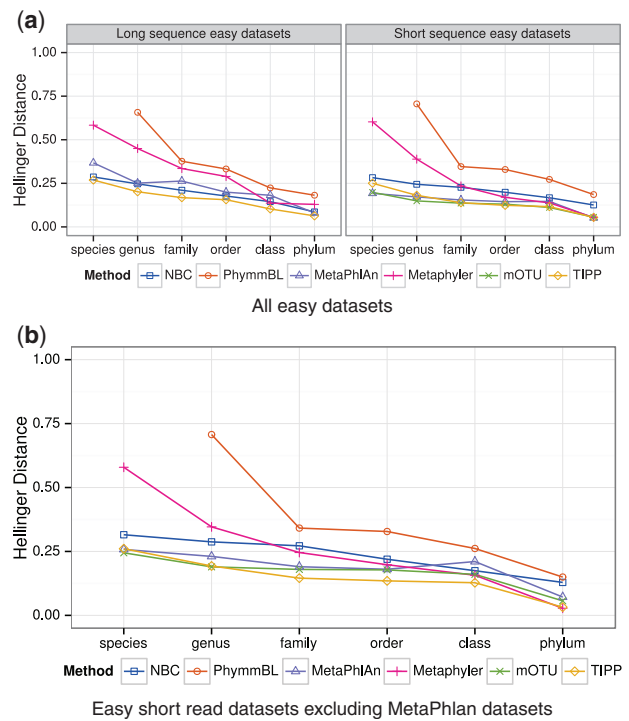 (a)
Long sequence easy datasets Short sequence easy datasets
Hellinger Distance
1.00
0.75
0.50
0.25
0.00
species genus family order class phylum species genus family order class phylum
Method NBC PhymmBL MetaPhlAn Metaphyler mOTU TIPP
All easy datasets
(b)
Hellinger Distance
1.00
0.75
0.50
0.25
0.00
species genus family order class phylum
Method NBC PhymmBL MetaPhlAn Metaphyler mOTU TIPP
Easy short read datasets excluding MetaPhlan datasets